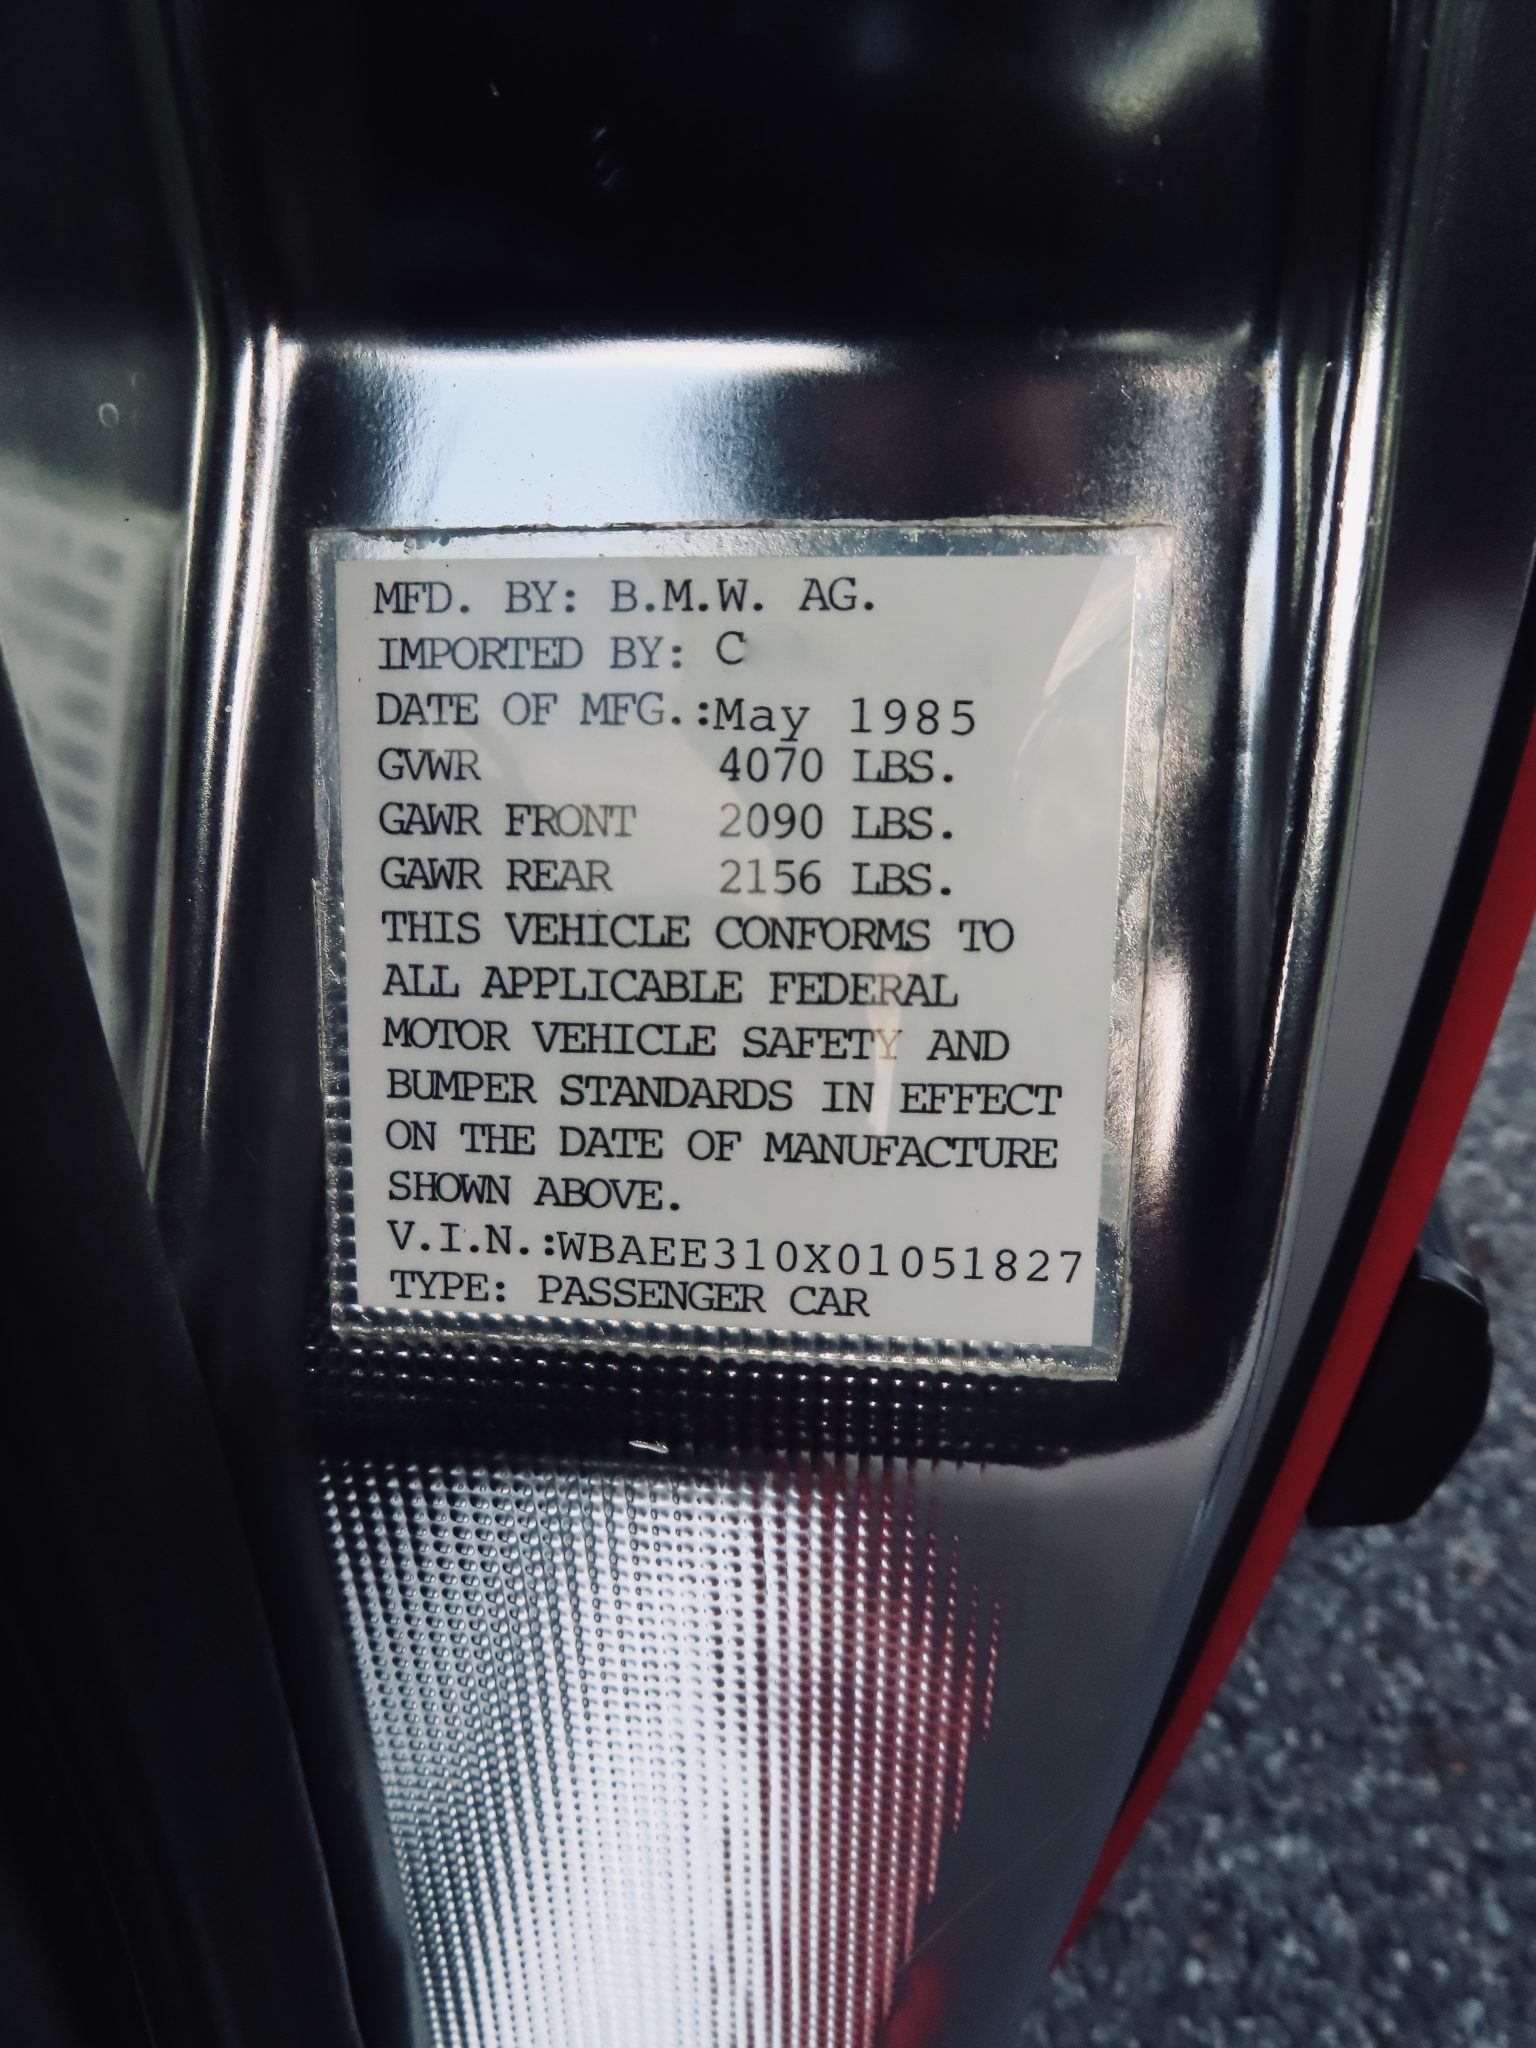 MFD. BY: B.M.W. AG.
IMPORTED BY: C
DATE OF MFG.:May 1985
GVWR 4070 LBS.
GAWR FRONT 2090 LBS.
GAWR REAR 2156 LBS.
THIS VEHICLE CONFORMS TO
ALL APPLICABLE FEDERAL
MOTOR VEHICLE SAFETY AND
BUMPER STANDARDS IN EFFECT
ON THE DATE OF MANUFACTURE
SHOWN ABOVE.
V.I.N.:WBAEE310X01051827
TYPE: PASSENGER CAR